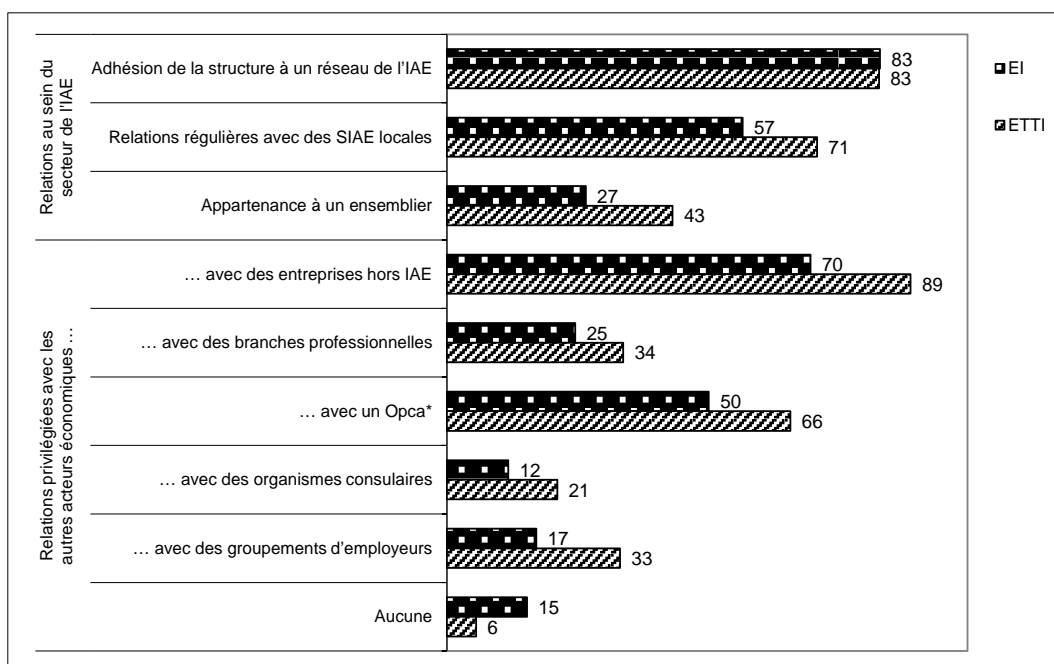 Relations au sein du
secteur de l'IAE
Adhésion de la structure à un réseau de l'IAE
83
83
Relations régulières avec des SIAE locales
57
71
Appartenance à un ensemblier
27
43
Relations privilégiées avec les
autres acteurs économiques …
… avec des entreprises hors IAE
70
89
… avec des branches professionnelles
25
34
… avec un Opca*
50
66
… avec des organismes consulaires
12
21
… avec des groupements d'employeurs
17
33
Aucune
15
6
EI
ETTI